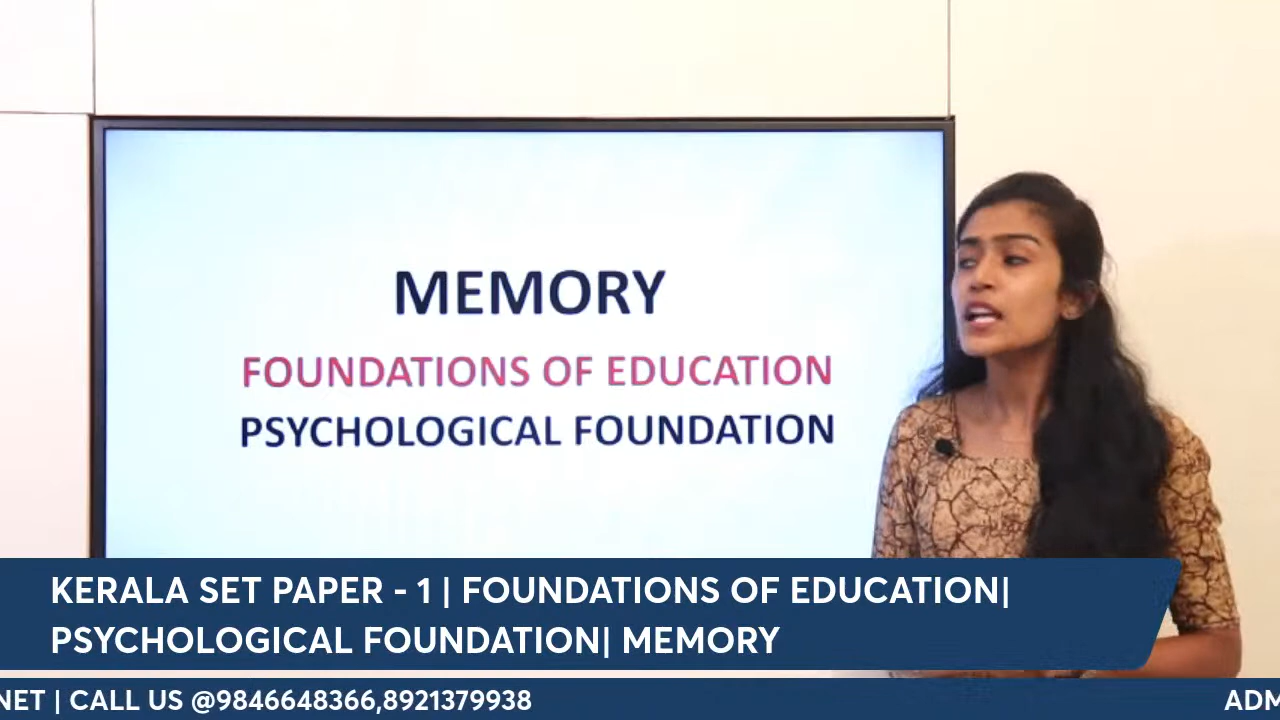 MEMORY
FOUNDATIONS OF EDUCATION
PSYCHOLOGICAL FOUNDATION
KERALA SET PAPER - 1 | FOUNDATIONS OF EDUCATION|
PSYCHOLOGICAL FOUNDATION| MEMORY
NET | CALL US @9846648366,8921379938 ADM